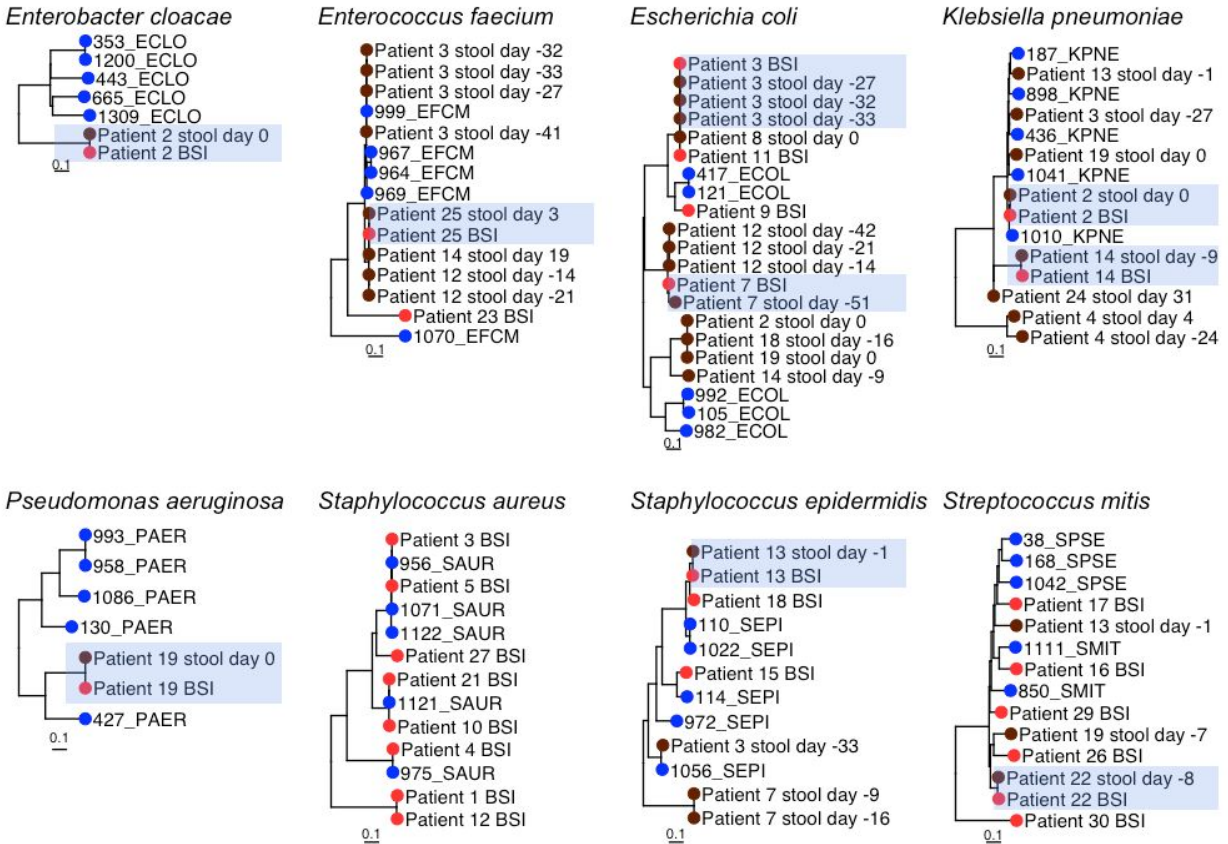 Enterobacter cloacae
353_ECLO
1200_ECLO
443_ECLO
665_ECLO
1309_ECLO
Patient 2 stool day 0
Patient 2 BSI
0.1
Enterococcus faecium
Patient 3 stool day -32
Patient 3 stool day -33
Patient 3 stool day -27
999_EFCM
Patient 3 stool day -41
967_EFCM
964_EFCM
969_EFCM
Patient 25 stool day 3
Patient 25 BSI
Patient 14 stool day 19
Patient 12 stool day -14
Patient 12 stool day -21
Patient 23 BSI
1070_EFCM
0.1
Escherichia coli
Patient 3 BSI
Patient 3 stool day -27
Patient 3 stool day -32
Patient 3 stool day -33
Patient 8 stool day 0
Patient 11 BSI
417_ECOL
121_ECOL
Patient 9 BSI
Patient 12 stool day -42
Patient 12 stool day -21
Patient 12 stool day -14
Patient 7 BSI
Patient 7 stool day -51
Patient 2 stool day 0
Patient 18 stool day -16
Patient 19 stool day 0
Patient 14 stool day -9
992_ECOL
105_ECOL
982_ECOL
0.1
Klebsiella pneumoniae
187_KPNE
Patient 13 stool day -1
898_KPNE
Patient 3 stool day -27
436_KPNE
Patient 19 stool day 0
1041_KPNE
Patient 2 stool day 0
Patient 2 BSI
1010_KPNE
Patient 14 stool day -9
Patient 14 BSI
Patient 24 stool day 31
Patient 4 stool day 4
Patient 4 stool day -24
0.1
Pseudomonas aeruginosa
993_PAER
958_PAER
1086_PAER
130_PAER
Patient 19 stool day 0
Patient 19 BSI
427_PAER
0.1
Staphylococcus aureus
Patient 3 BSI
956_SAUR
Patient 5 BSI
1071_SAUR
1122_SAUR
Patient 27 BSI
Patient 21 BSI
1121_SAUR
Patient 10 BSI
Patient 4 BSI
975_SAUR
Patient 1 BSI
Patient 12 BSI
0.1
Staphylococcus epidermidis
Patient 13 stool day -1
Patient 13 BSI
Patient 18 BSI
110_SEPI
1022_SEPI
Patient 15 BSI
114_SEPI
972_SEPI
Patient 3 stool day -33
1056_SEPI
Patient 7 stool day -9
Patient 7 stool day -16
0.1
Streptococcus mitis
38_SPSE
168_SPSE
1042_SPSE
Patient 17 BSI
Patient 13 stool day -1
1111_SMIT
Patient 16 BSI
850_SMIT
Patient 29 BSI
Patient 19 stool day -7
Patient 26 BSI
Patient 22 stool day -8
Patient 22 BSI
Patient 30 BSI
0.1